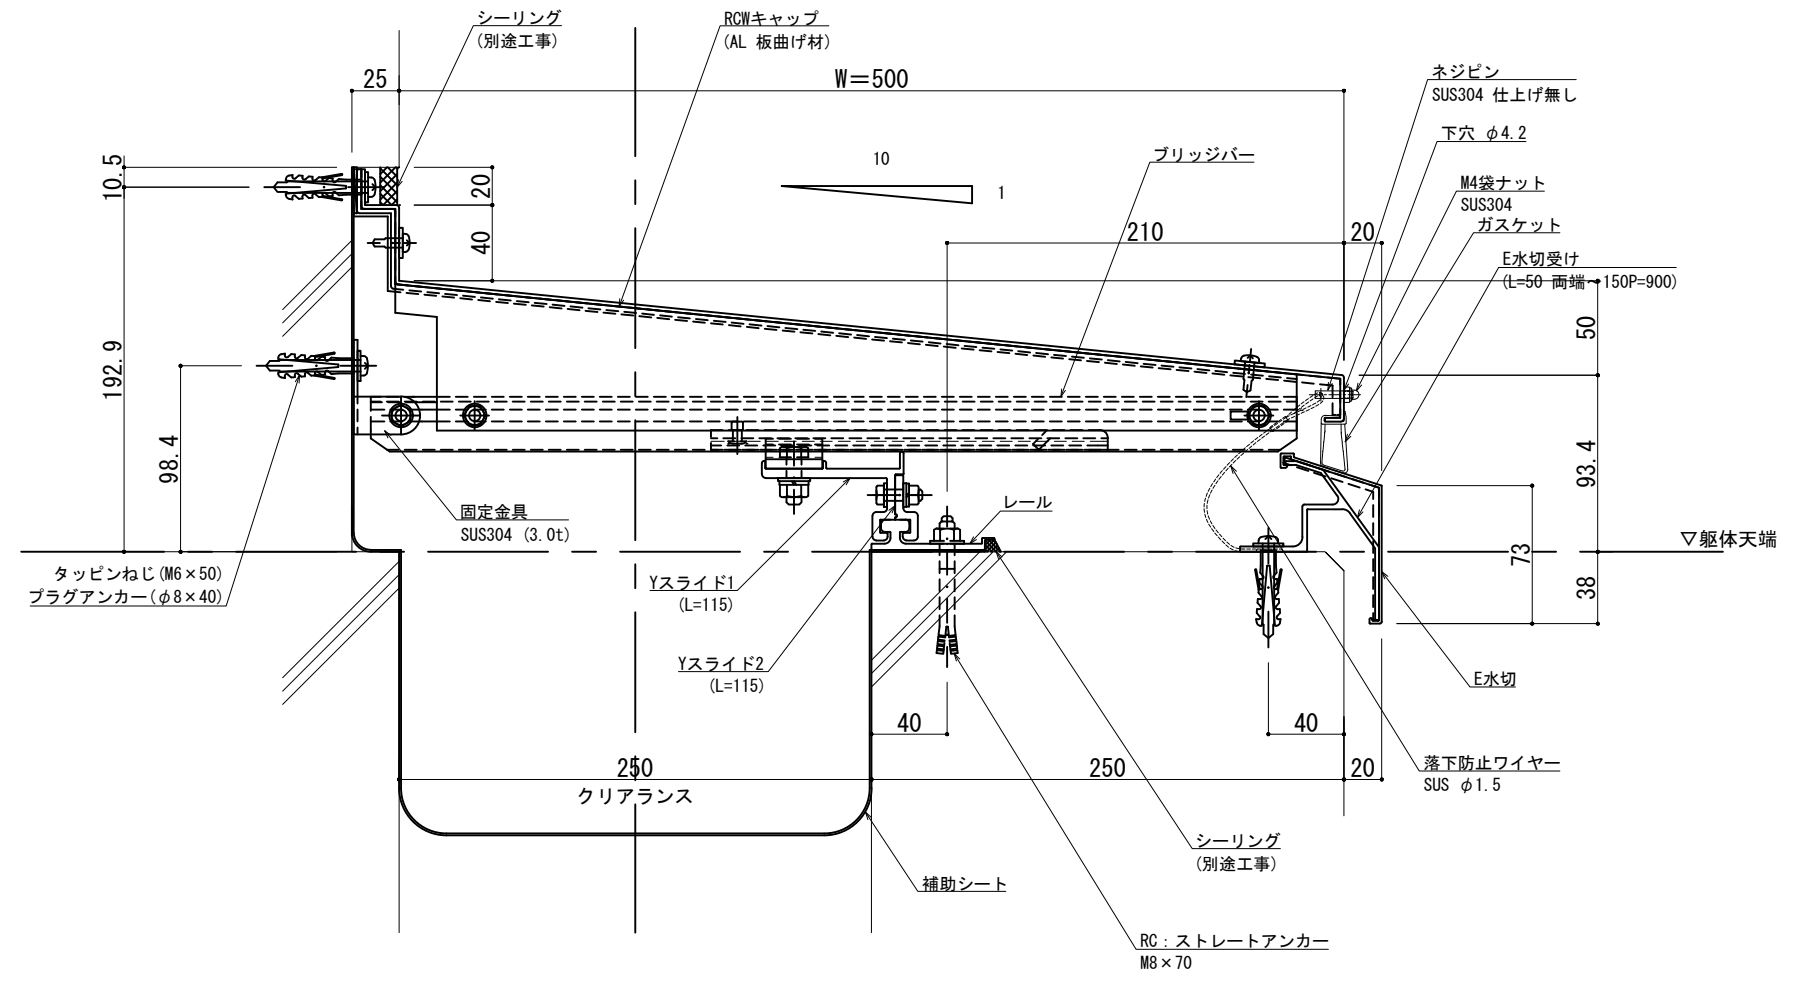 シーリング
(別途工事)
RCWキャップ
(AL 板曲げ材)
25
W=500
ネジピン
SUS304 仕上げ無し
下穴 φ4.2
10.5
20
10
1
ブリッジバー
M4袋ナット
SUS304
ガスケット
40
210
20
E水切受け
(L=50 両端~150P=900)
50
192.9
98.4
93.4
固定金具
SUS304 (3.0t)
レール
▽躯体天端
タッピンねじ(M6×50)
プラグアンカー(φ8×40)
Yスライド1
(L=115)
73
38
Yスライド2
(L=115)
E水切
40
40
250
クリアランス
250
20
落下防止ワイヤー
SUS φ1.5
シーリング
(別途工事)
補助シート
RC:ストレートアンカー
M8×70